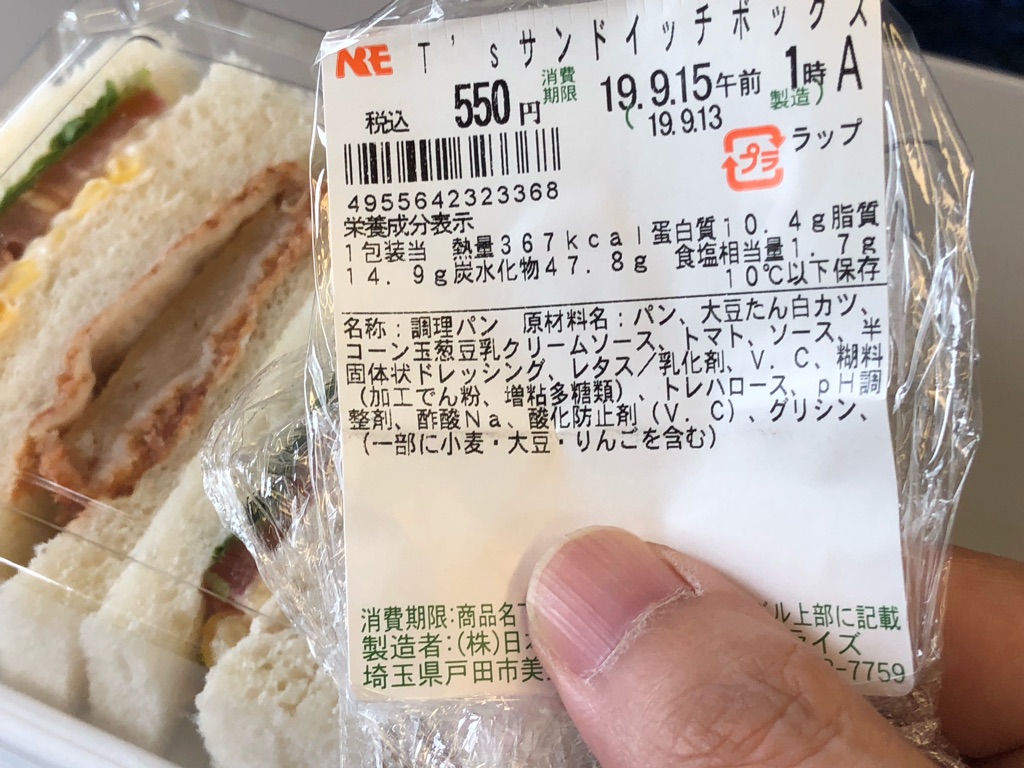 NRE T'sサンドイッチボックス
税込 550円 消費期限 19.9.15午前 1時 A
(19.9.13 製造)
プラ ラップ
4955642323368
栄養成分表示
1包装当 熱量367kcal蛋白質10.4g脂質
14.9g炭水化物47.8g 食塩相当量1.7g
10℃以下保存
名称:調理パン 原材料名:パン、大豆たん白カツ、
コーン玉葱豆乳クリームソース、トマト、ソース、半
固体状ドレッシング、レタス/乳化剤、V.C、糊料
(加工でん粉、増粘多糖類)、トレハロース、pH調
整剤、酢酸Na、酸化防止剤(V.C)、グリシン、
(一部に小麦・大豆・りんごを含む)
消費期限:商品名 ル上部に記載
製造者:(株)日 ライズ
埼玉県戸田市美 -7759